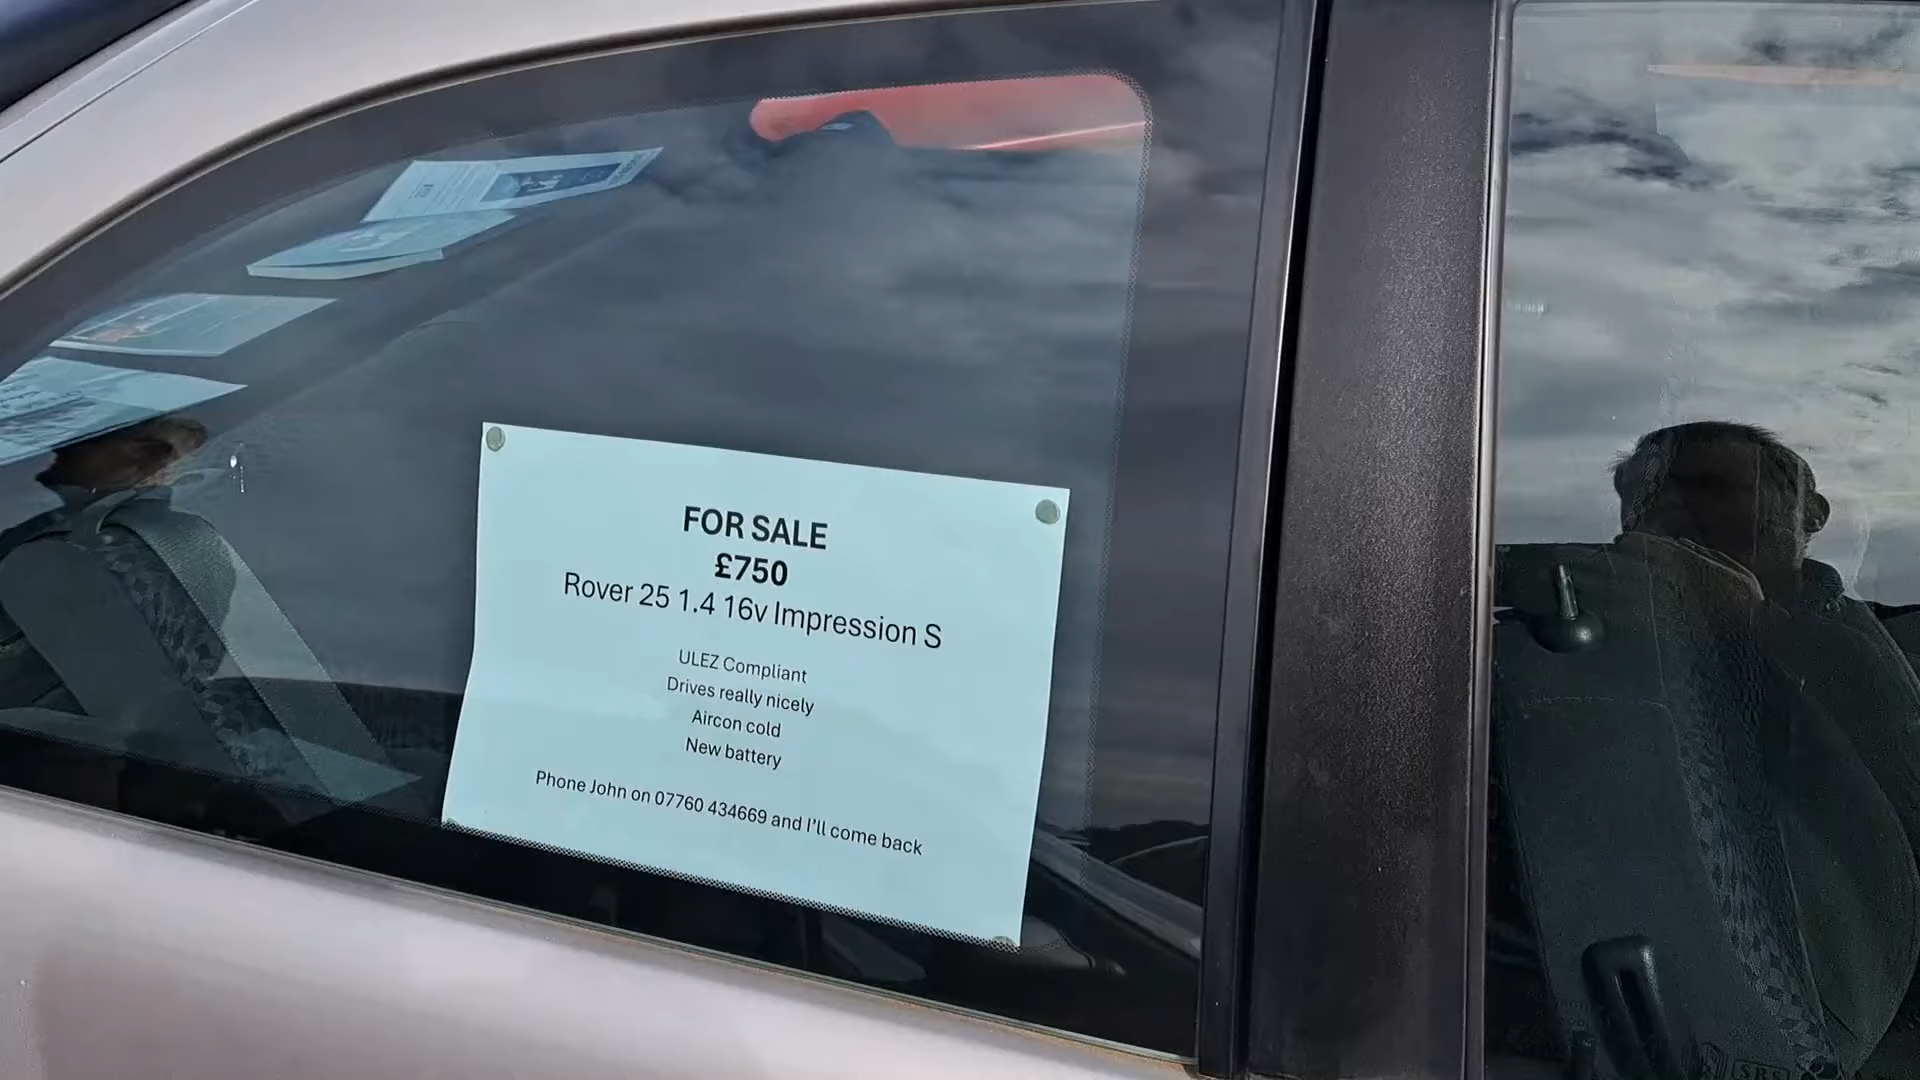 FOR SALE
£750
Rover 25 1.4 16v Impression S
ULEZ Compliant
Drives really nicely
Aircon cold
New battery
Phone John on 07760 434669 and I'll come back
SRS